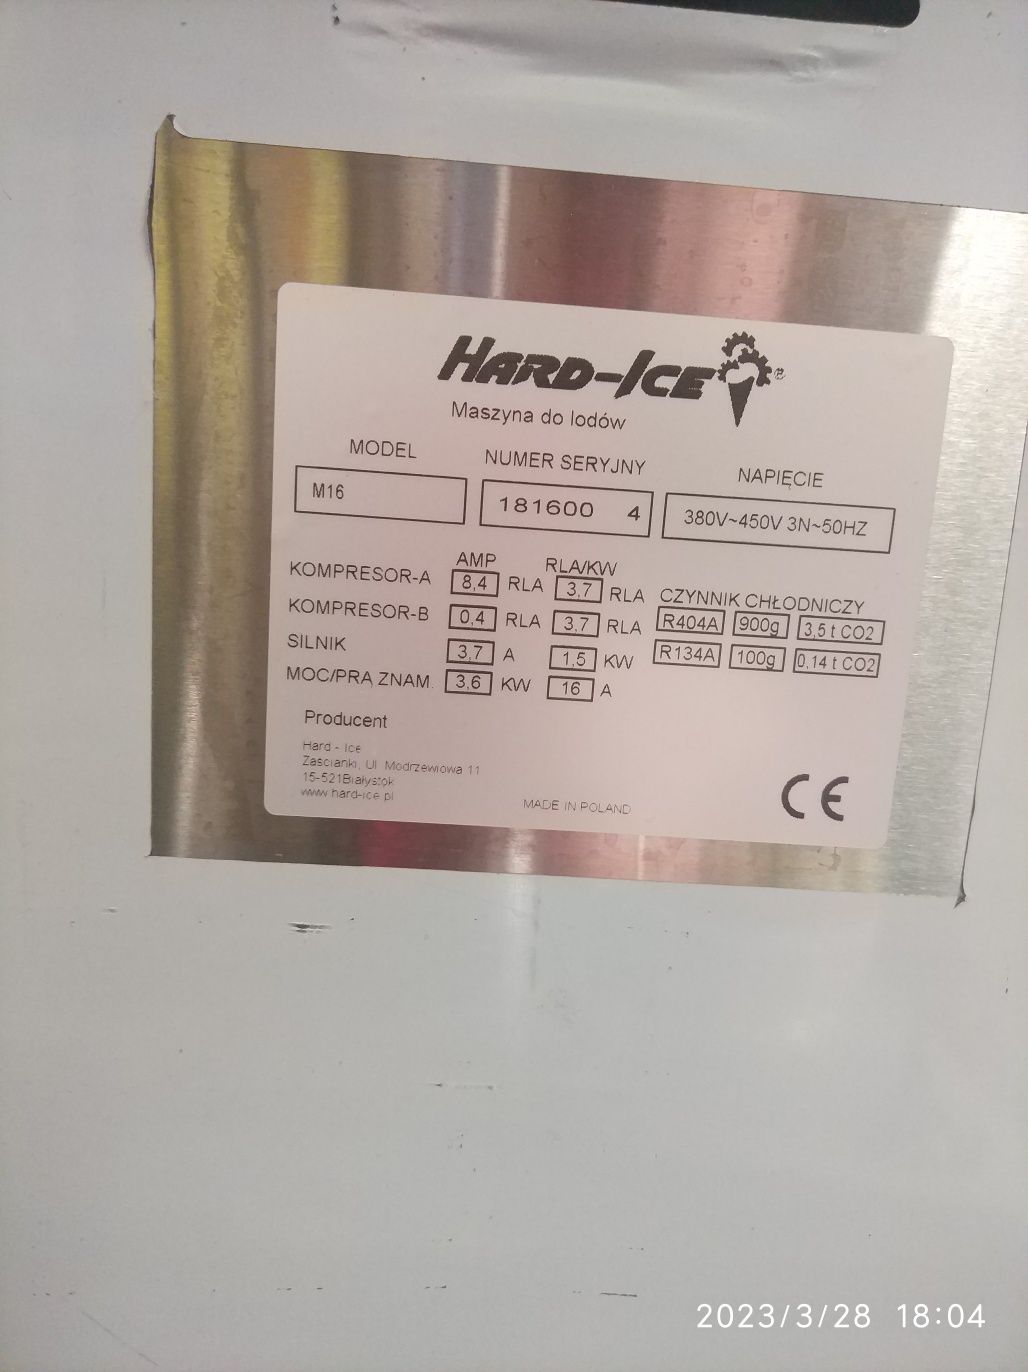 HARD-ICE®
Maszyna do lodów
MODEL NUMER SERYJNY NAPIĘCIE
M16 181600 4 380V~450V 3N~50HZ
AMP RLA/KW
KOMPRESOR-A 8,4 RLA 3,7 RLA CZYNNIK CHŁODNICZY
KOMPRESOR-B 0,4 RLA 3,7 RLA R404A 900g 3,5 t CO2
SILNIK 3,7 A 1,5 KW R134A 100g 0,14 t CO2
MOC/PRĄ ZNAM. 3,6 KW 16 A
Producent
Hard - Ice
Zaścianki, Ul. Modrzewiowa 11
15-521Białystok
www.hard-ice.pl
MADE IN POLAND
CE
2023/3/28 18:04